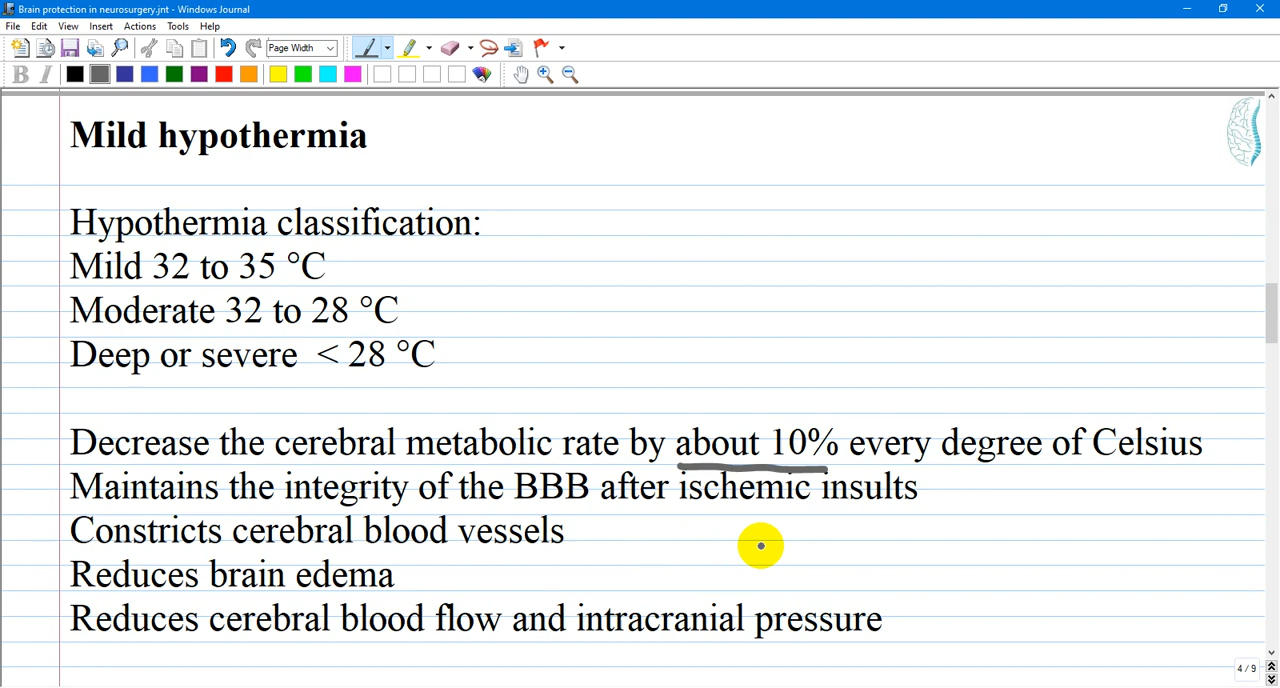 Brain protection in neurosurgery.jnt - Windows Journal
File Edit View Insert Actions Tools Help
Page Width
B I
Mild hypothermia
Hypothermia classification:
Mild 32 to 35 °C
Moderate 32 to 28 °C
Deep or severe < 28 °C
Decrease the cerebral metabolic rate by about 10% every degree of Celsius
Maintains the integrity of the BBB after ischemic insults
Constricts cerebral blood vessels
Reduces brain edema
Reduces cerebral blood flow and intracranial pressure
4 / 9